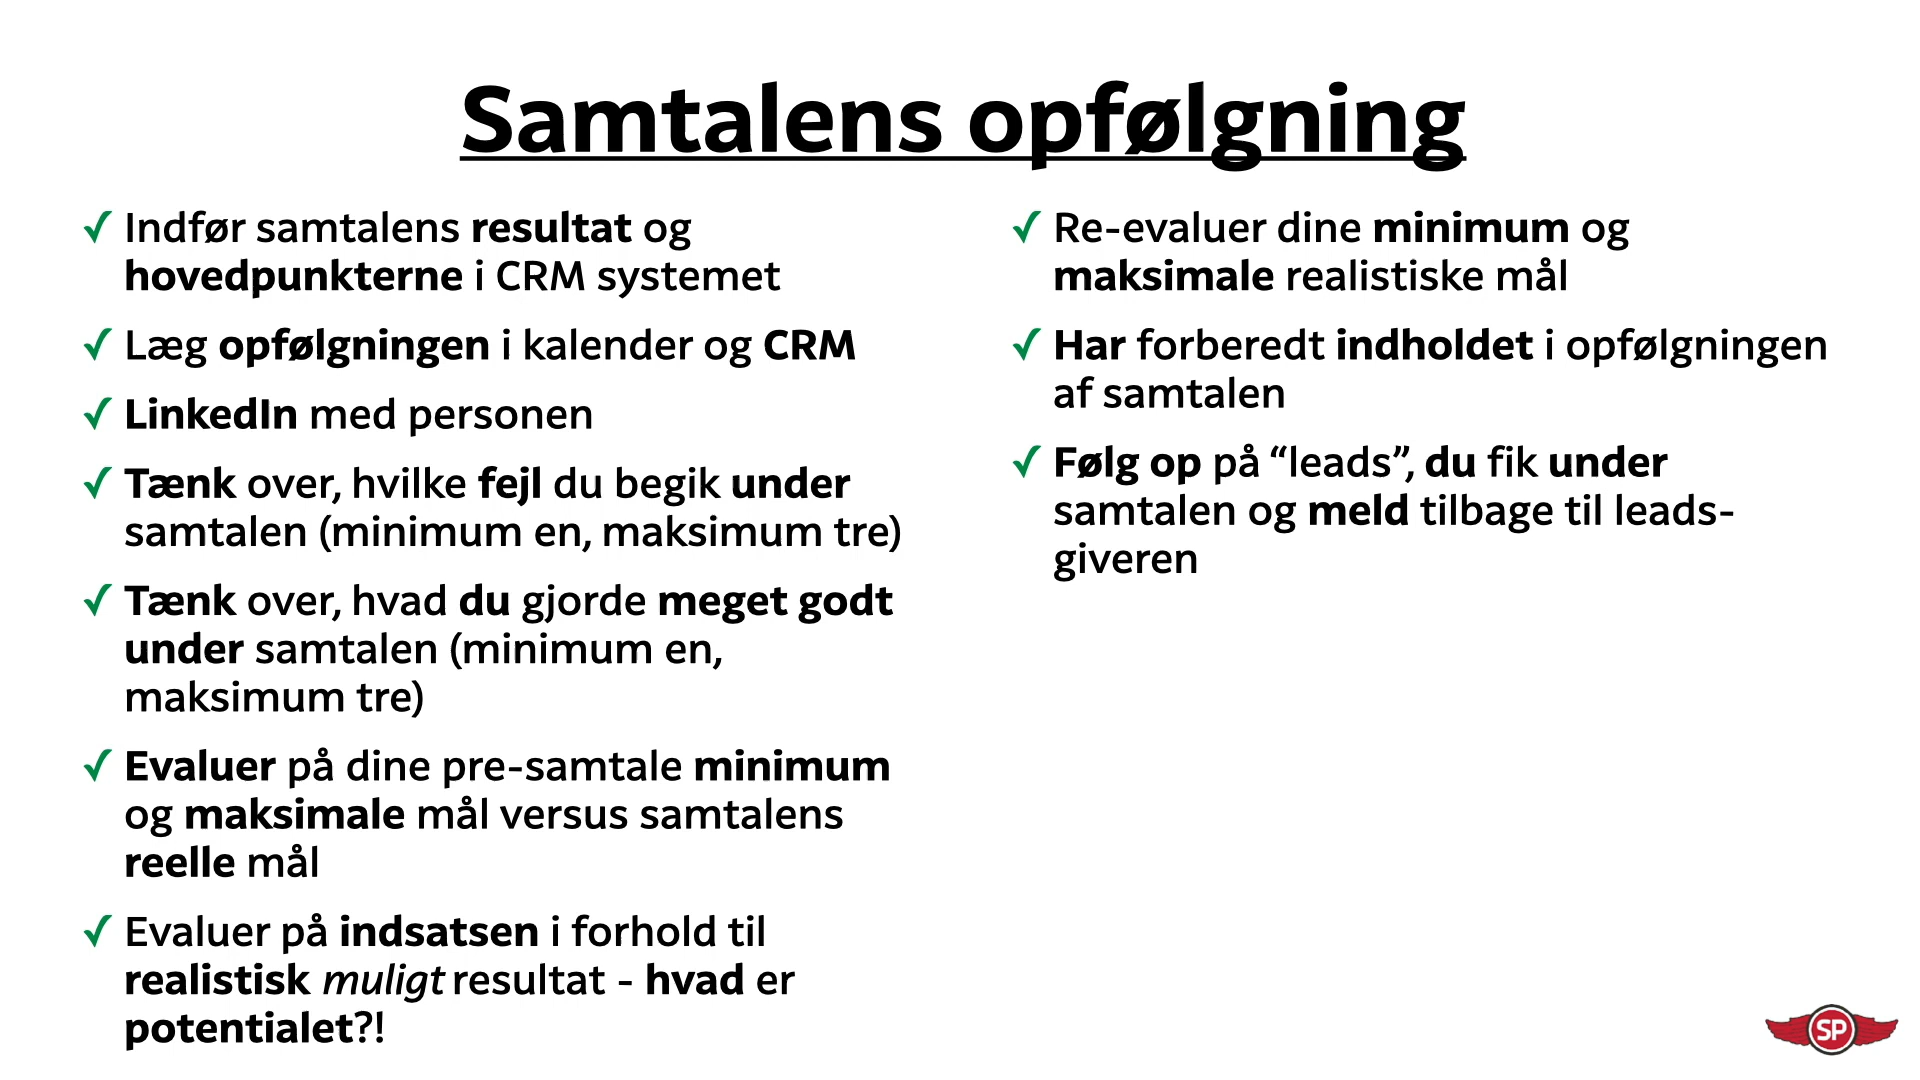 Samtalens opfølgning
✓ Indfør samtalens resultat og
hovedpunkterne i CRM systemet
✓ Læg opfølgningen i kalender og CRM
✓ LinkedIn med personen
✓ Tænk over, hvilke fejl du begik under
samtalen (minimum en, maksimum tre)
✓ Tænk over, hvad du gjorde meget godt
under samtalen (minimum en,
maksimum tre)
✓ Evaluer på dine pre-samtale minimum
og maksimale mål versus samtalens
reelle mål
✓ Evaluer på indsatsen i forhold til
realistisk muligt resultat - hvad er
potentialet?!
✓ Re-evaluer dine minimum og
maksimale realistiske mål
✓ Har forberedt indholdet i opfølgningen
af samtalen
✓ Følg op på “leads”, du fik under
samtalen og meld tilbage til leads-
giveren
SP